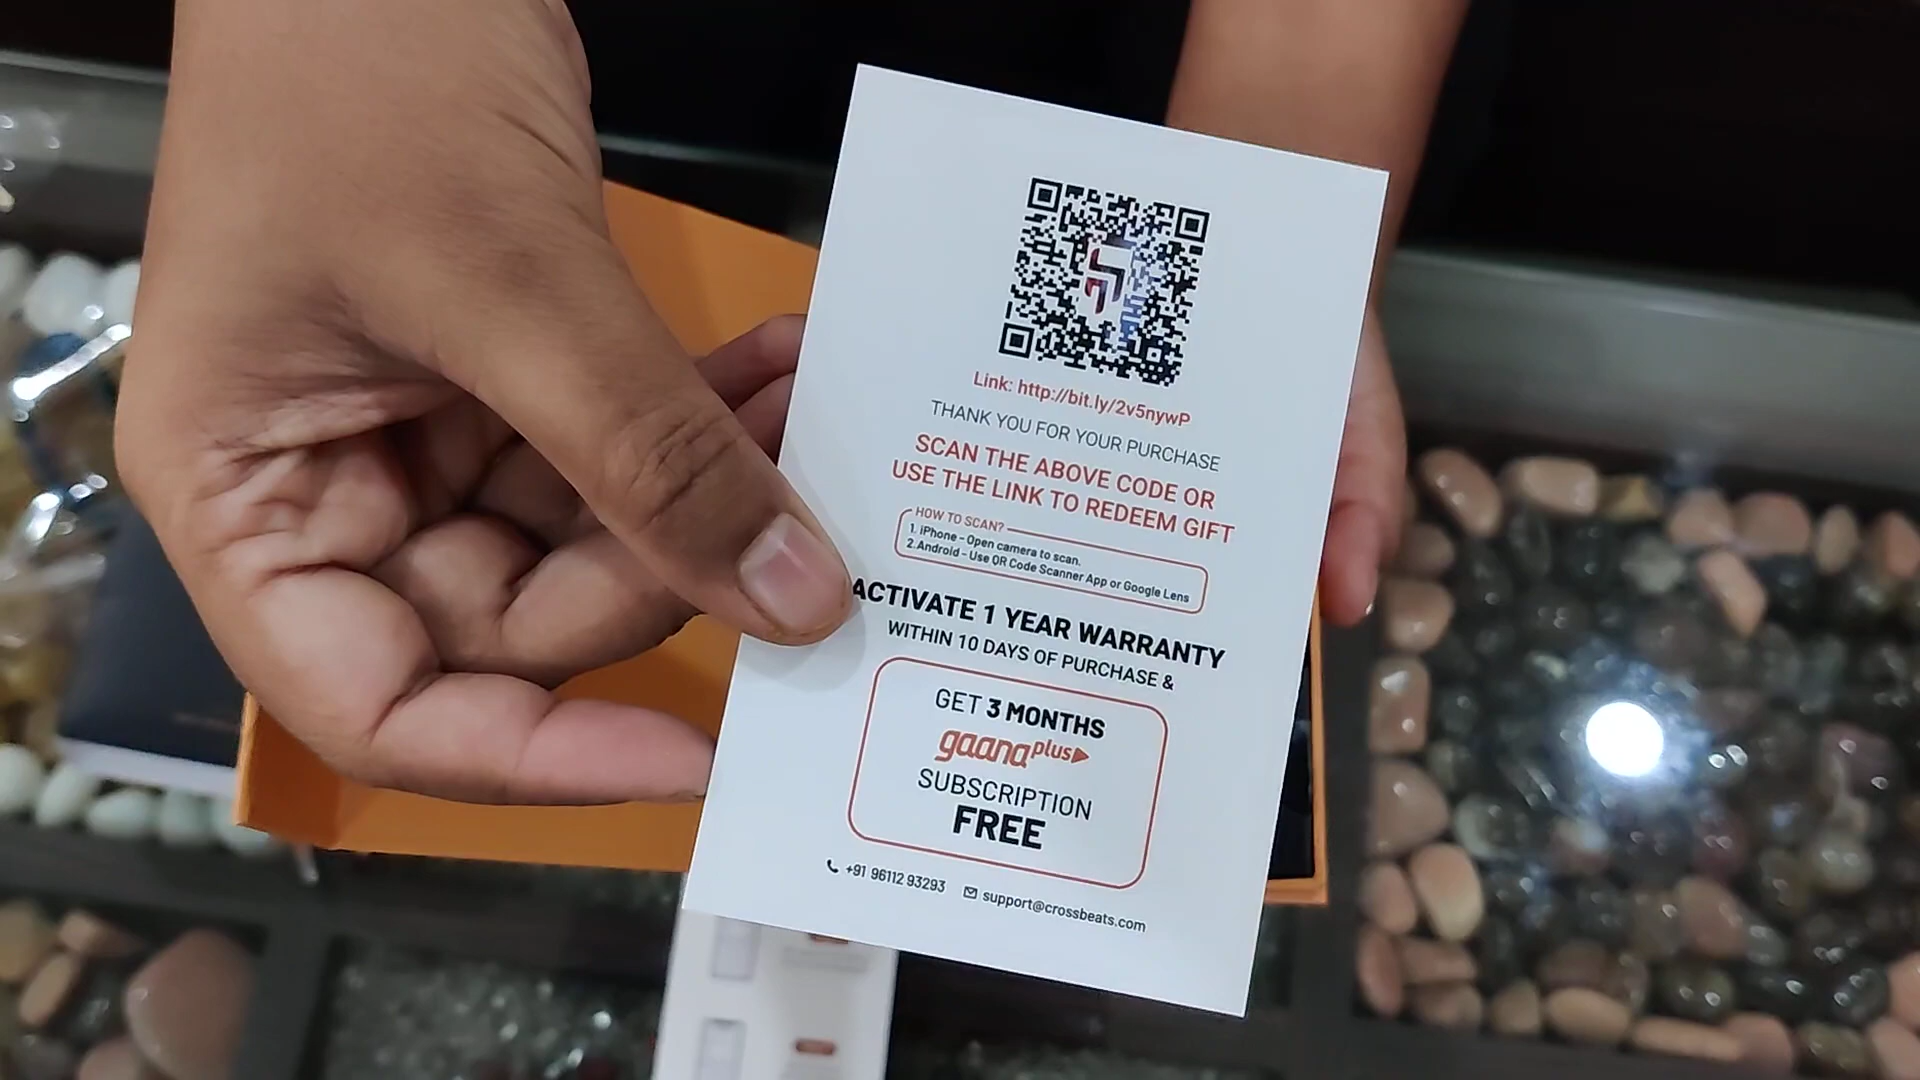 Link: http://bit.ly/2v5nywP
THANK YOU FOR YOUR PURCHASE
SCAN THE ABOVE CODE OR
USE THE LINK TO REDEEM GIFT
HOW TO SCAN?
1. iPhone - Open camera to scan.
2. Android - Use QR Code Scanner App or Google Lens
ACTIVATE 1 YEAR WARRANTY
WITHIN 10 DAYS OF PURCHASE &
GET 3 MONTHS
gaana plus
SUBSCRIPTION
FREE
+91 96112 93293 support@crossbeats.com